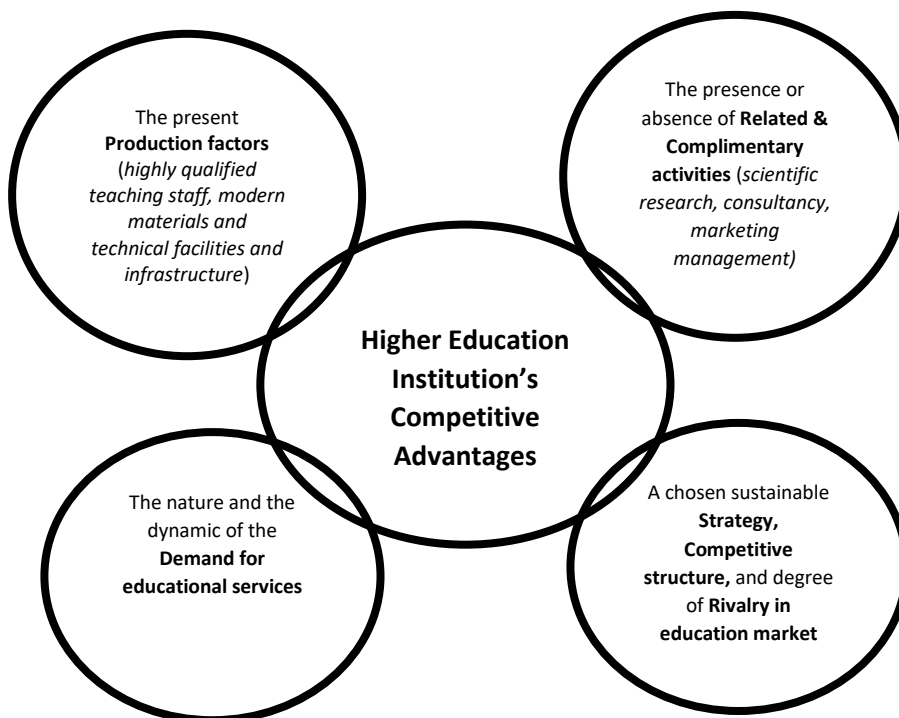 The present
Production factors
(highly qualified
teaching staff, modern
materials and
technical facilities and
infrastructure)
The presence or
absence of Related &
Complimentary
activities (scientific
research, consultancy,
marketing
management)
Higher Education
Institution’s
Competitive
Advantages
The nature and the
dynamic of the
Demand for
educational services
A chosen sustainable
Strategy,
Competitive
structure, and degree
of Rivalry in
education market